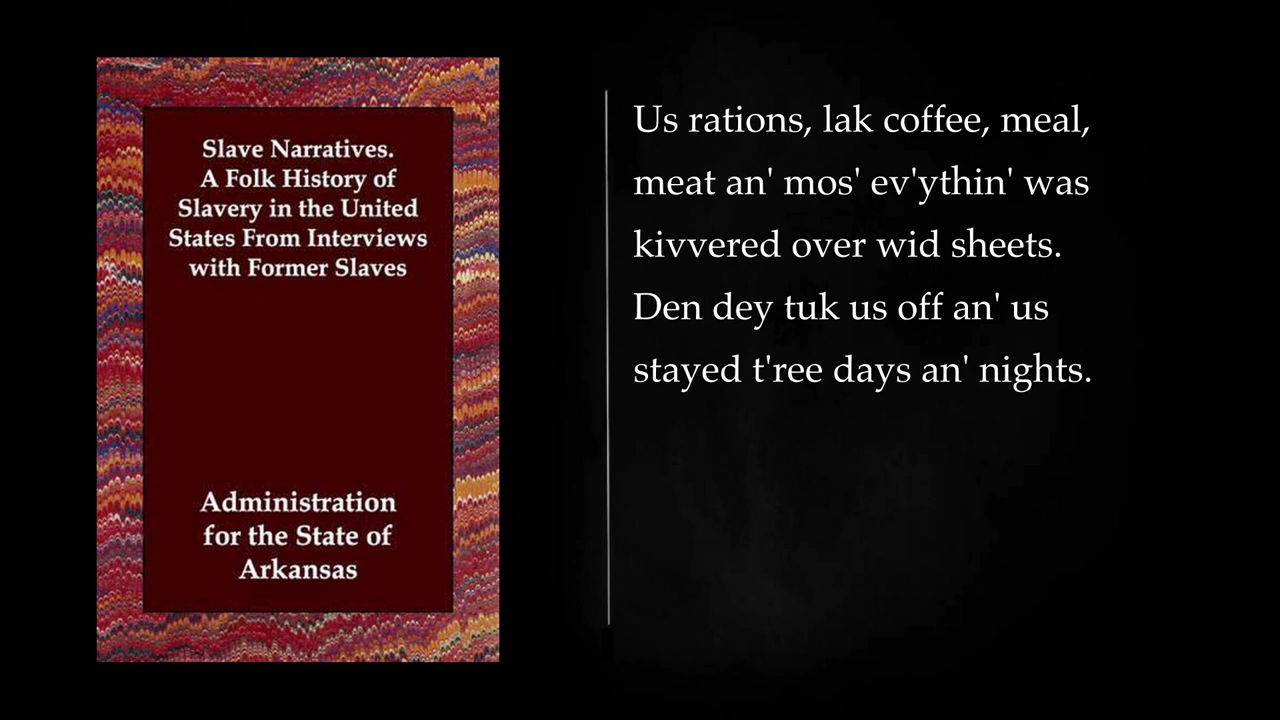 Slave Narratives.
A Folk History of
Slavery in the United
States From Interviews
with Former Slaves
Administration
for the State of
Arkansas
Us rations, lak coffee, meal,
meat an' mos' ev'ythin' was
kivvered over wid sheets.
Den dey tuk us off an' us
stayed t'ree days an' nights.